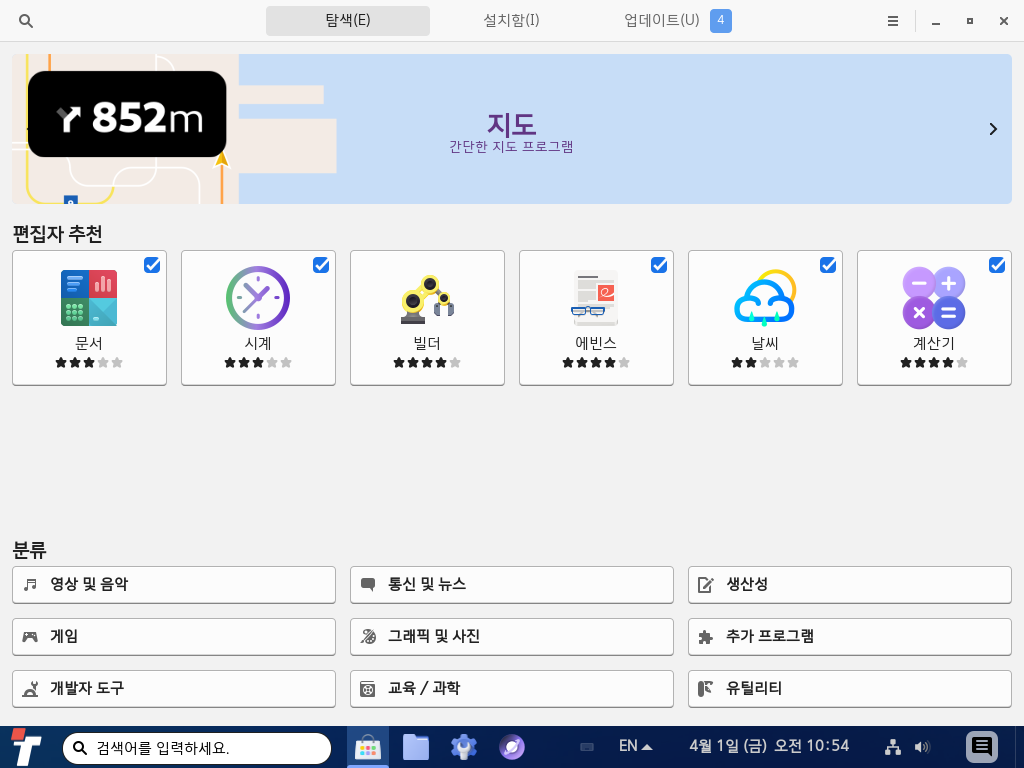 탐색(E)
설치함(I)
업데이트(U) 4
852m
지도
간단한 지도 프로그램
편집자 추천
문서
시계
빌더
에빈스
날씨
계산기
분류
영상 및 음악
통신 및 뉴스
생산성
게임
그래픽 및 사진
추가 프로그램
개발자 도구
교육 / 과학
유틸리티
검색어를 입력하세요.
EN
4월 1일 (금) 오전 10:54